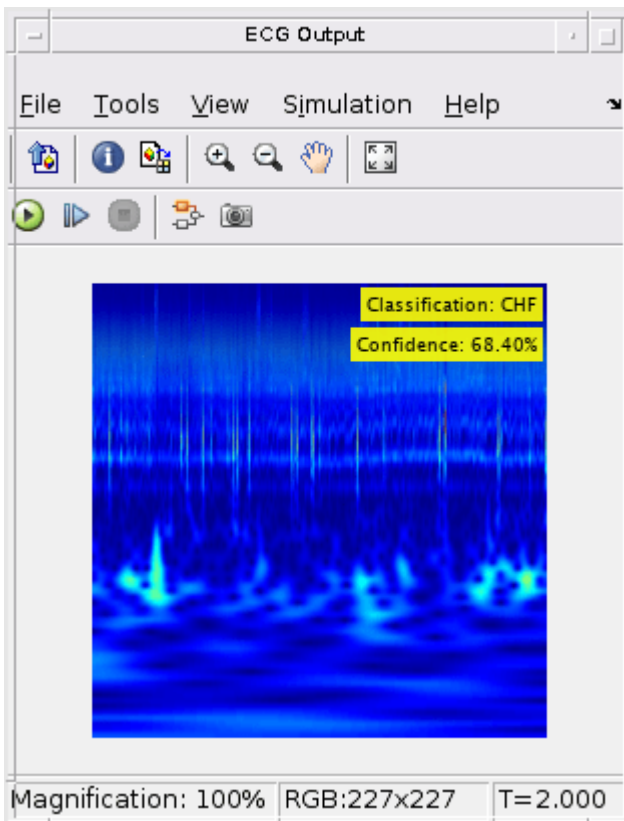 ECG Output
File Tools View Simulation Help
Classification: CHF
Confidence: 68.40%
Magnification: 100% RGB:227x227 T=2.000